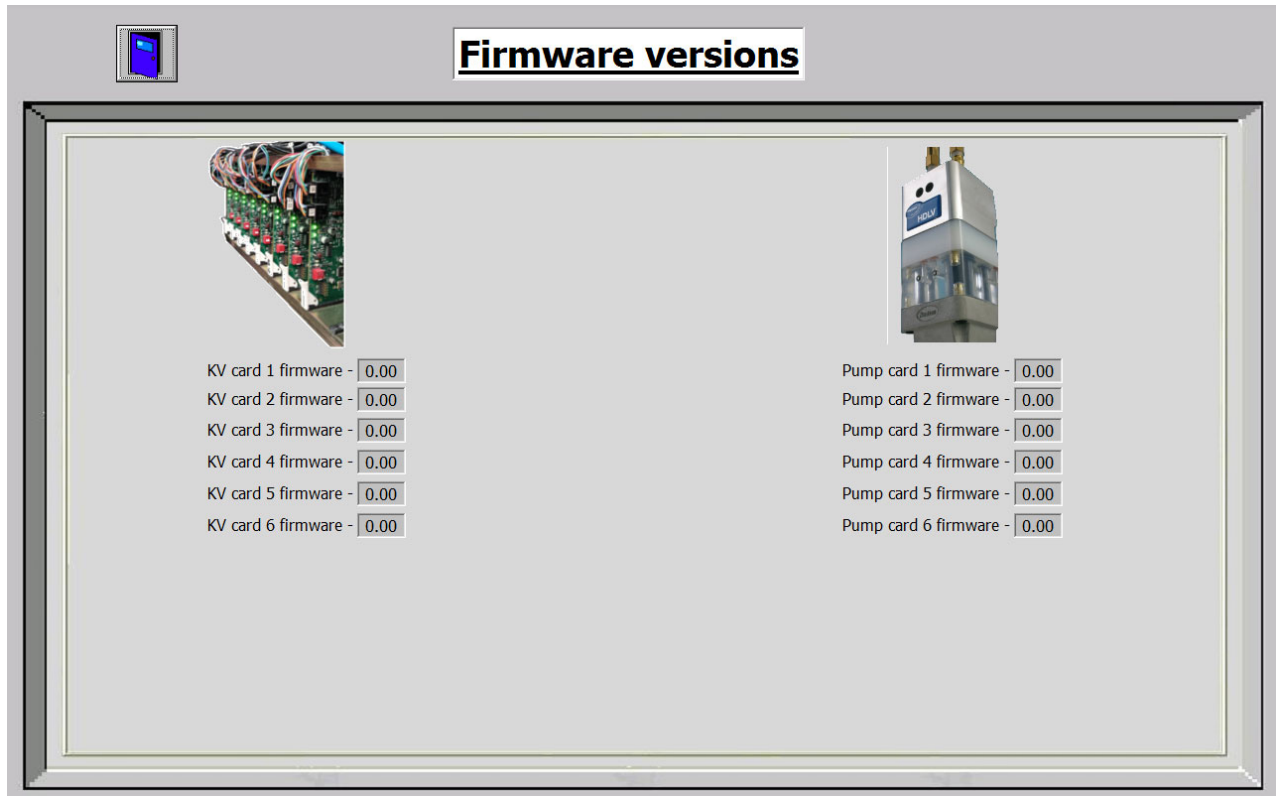 Firmware versions
HDLV
KV card 1 firmware - 0.00
KV card 2 firmware - 0.00
KV card 3 firmware - 0.00
KV card 4 firmware - 0.00
KV card 5 firmware - 0.00
KV card 6 firmware - 0.00
Pump card 1 firmware - 0.00
Pump card 2 firmware - 0.00
Pump card 3 firmware - 0.00
Pump card 4 firmware - 0.00
Pump card 5 firmware - 0.00
Pump card 6 firmware - 0.00